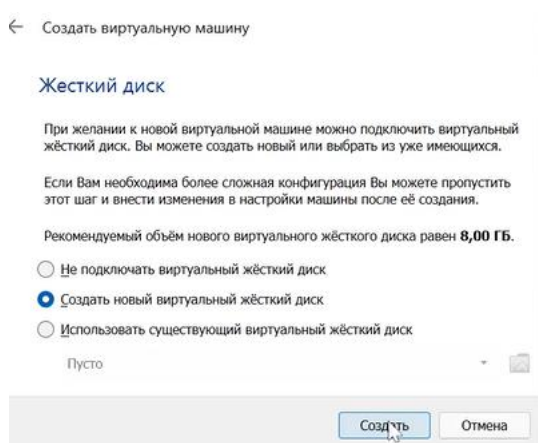 Создать виртуальную машину
Жесткий диск
При желании к новой виртуальной машине можно подключить виртуальный
жёсткий диск. Вы можете создать новый или выбрать из уже имеющихся.
Если Вам необходима более сложная конфигурация Вы можете пропустить
этот шаг и внести изменения в настройки машины после её создания.
Рекомендуемый объём нового виртуального жёсткого диска равен 8,00 ГБ.
Не подключать виртуальный жёсткий диск
Создать новый виртуальный жёсткий диск
Использовать существующий виртуальный жёсткий диск
Пусто
Создать Отмена